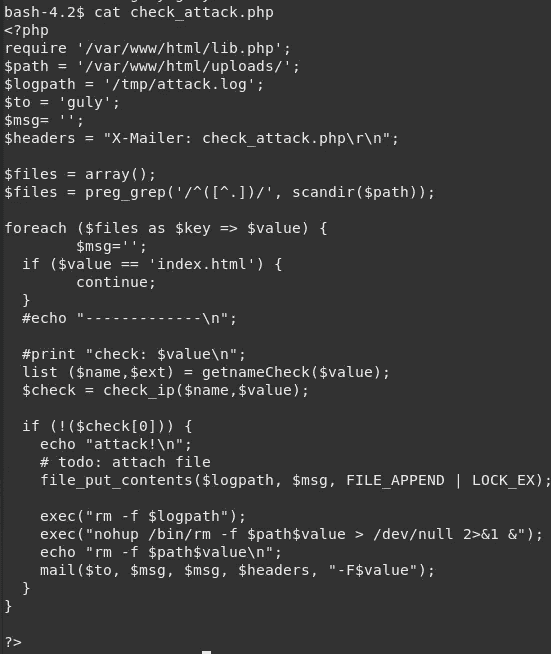 bash-4.2$ cat check_attack.php
<?php
require '/var/www/html/lib.php';
$path = '/var/www/html/uploads/';
$logpath = '/tmp/attack.log';
$to = 'guly';
$msg= '';
$headers = "X-Mailer: check_attack.php\r\n";

$files = array();
$files = preg_grep('/^([^.])/', scandir($path));

foreach ($files as $key => $value) {
        $msg='';
  if ($value == 'index.html') {
        continue;
  }
  #echo "-------------\n";

  #print "check: $value\n";
  list ($name,$ext) = getnameCheck($value);
  $check = check_ip($name,$value);

  if (!($check[0])) {
    echo "attack!\n";
    # todo: attach file
    file_put_contents($logpath, $msg, FILE_APPEND | LOCK_EX);

    exec("rm -f $logpath");
    exec("nohup /bin/rm -f $path$value > /dev/null 2>&1 &");
    echo "rm -f $path$value\n";
    mail($to, $msg, $msg, $headers, "-F$value");
  }
}

?>